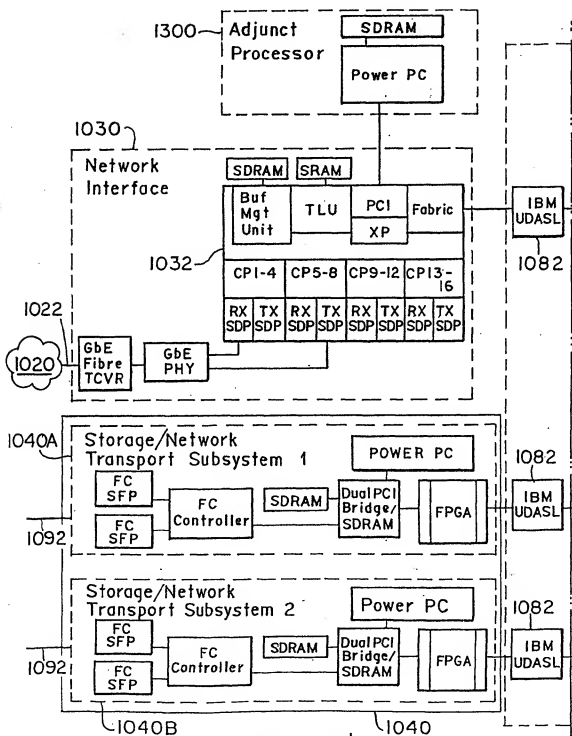 1300
Adjunct
Processor
SDRAM
Power PC
1030
Network
Interface
SDRAM
SRAM
Buf
Mgt
Unit
TLU
PCI
XP
Fabric
IBM
UDASL
1082
1032
CP1-4
CP5-8
CP9-12
CP13-
-16
RX
SDP
TX
SDP
RX
SDP
TX
SDP
RX
SDP
TX
SDP
RX
SDP
TX
SDP
1022
1020
GbE
Fibre
TCVR
GbE
PHY
1040A
Storage/Network
Transport Subsystem 1
POWER PC
1082
FC
SFP
FC
SFP
FC
Controller
SDRAM
Dual PCI
Bridge/
SDRAM
FPGA
IBM
UDASL
1092
Storage/Network
Transport Subsystem 2
Power PC
1082
FC
SFP
FC
SFP
FC
Controller
SDRAM
Dual PCI
Bridge/
SDRAM
FPGA
IBM
UDASL
1092
1040B
1040